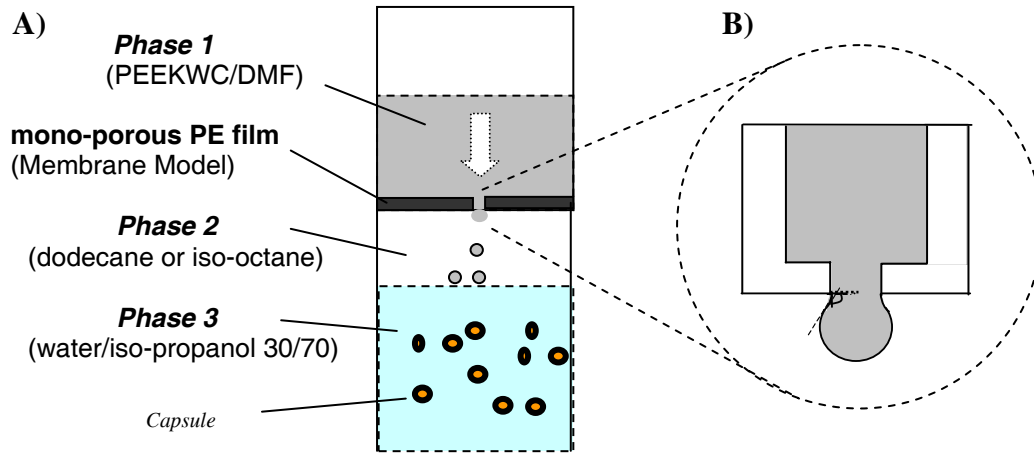 A)
Phase 1
(PEEKWC/DMF)
mono-porous PE film
(Membrane Model)
Phase 2
(dodecane or iso-octane)
Phase 3
(water/iso-propanol 30/70)
Capsule
B)